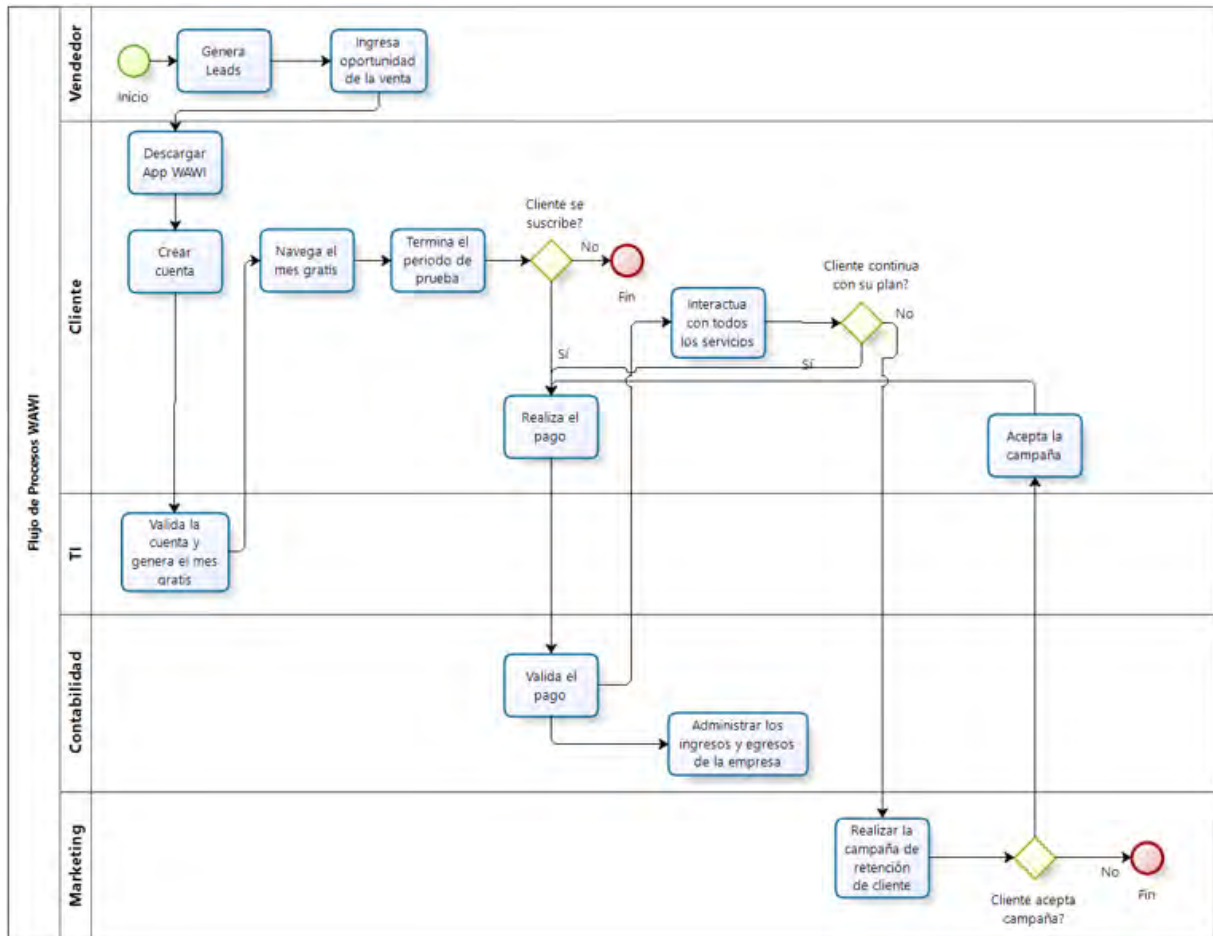 Flujo de Procesos WAWI
Vendedor
Inicio
Genera
Leads
Ingresa
oportunidad
de la venta
Cliente
Descargar
App WAWI
Crear
cuenta
Navega el
mes gratis
Termina el
periodo de
prueba
Cliente se
suscribe?
No
Fin
Sí
Interactua
con todos
los servicios
Cliente continua
con su plan?
No
Sí
Realiza el
pago
Acepta la
campaña
TI
Valida la
cuenta y
genera el mes
gratis
Contabilidad
Valida el
pago
Administrar los
ingresos y egresos
de la empresa
Marketing
Realizar la
campaña de
retención
de cliente
Cliente acepta
campaña?
No
Fin